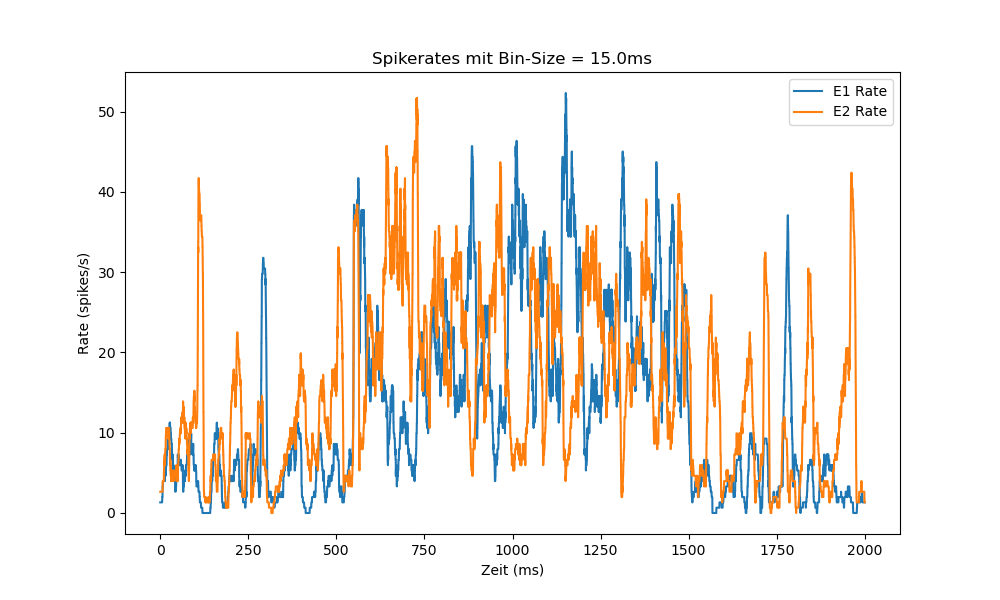 Spikerates mit Bin-Size = 15.0ms
E1 Rate
E2 Rate
50
40
30
20
10
0
Rate (spikes/s)
0 250 500 750 1000 1250 1500 1750 2000
Zeit (ms)